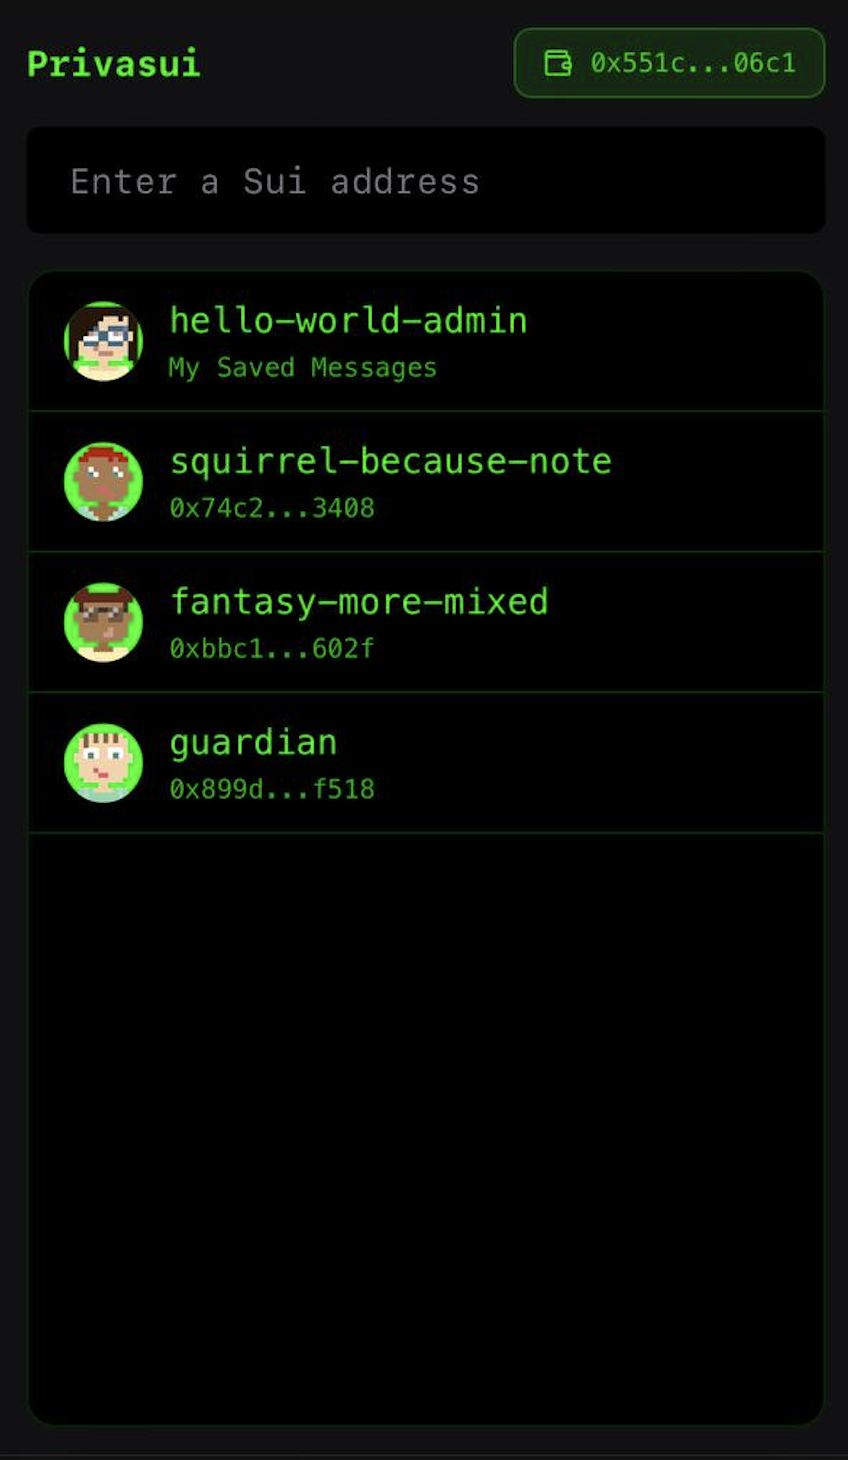 Privasui
0x551c...06c1
Enter a Sui address
hello-world-admin
My Saved Messages
squirrel-because-note
0x74c2...3408
fantasy-more-mixed
0xbbc1...602f
guardian
0x899d...f518